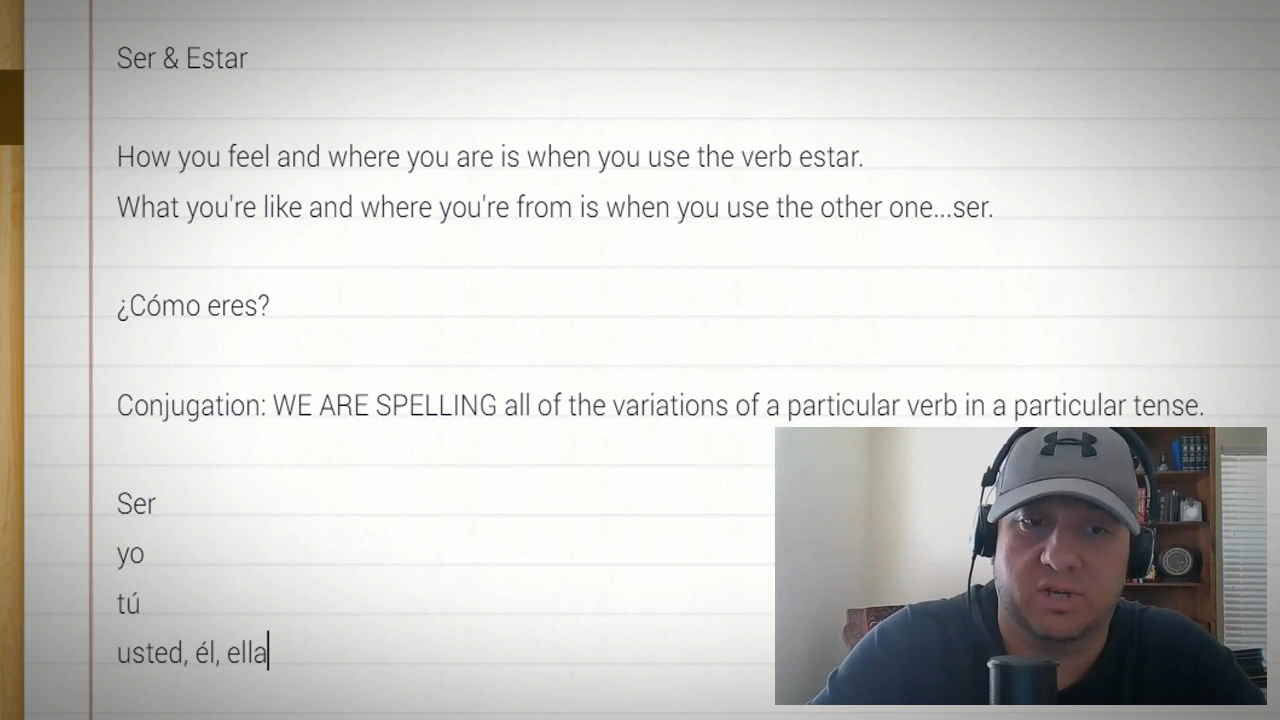 Ser & Estar
How you feel and where you are is when you use the verb estar.
What you're like and where you're from is when you use the other one...ser.
¿Cómo eres?
Conjugation: WE ARE SPELLING all of the variations of a particular verb in a particular tense.
Ser
yo
tú
usted, él, ella